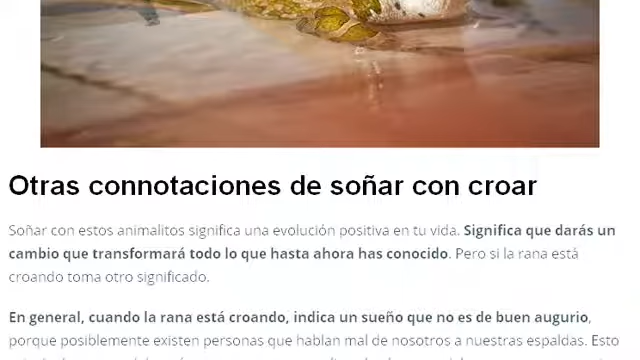 Otras connotaciones de soñar con croar
Soñar con estos animalitos significa una evolución positiva en tu vida. Significa que darás un
cambio que transformará todo lo que hasta ahora has conocido. Pero si la rana está
croando toma otro significado.
En general, cuando la rana está croando, indica un sueño que no es de buen augurio,
porque posiblemente existen personas que hablan mal de nosotros a nuestras espaldas. Esto